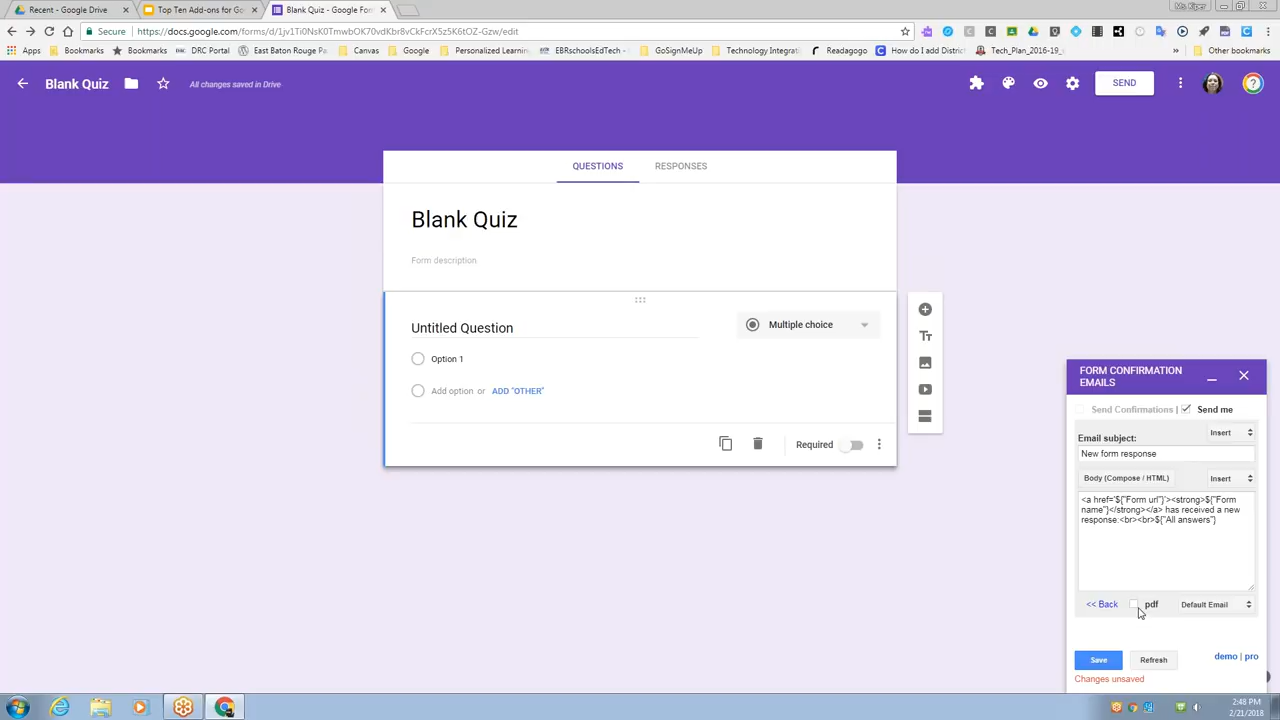 Recent - Google Drive
Top Ten Add-ons for Go
Blank Quiz - Google For
Secure
https://docs.google.com/forms/d/1jv1Ti0NsK0TmwbOK70vdKbr8vCkFcrX5z5K6tOZ-Gzw/edit
Apps
Bookmarks
Bookmarks
DRC Portal
East Baton Rouge Pa
Canvas
Google
Personalized Learning
EBRschoolsEdTech
GoSignMeUp
Technology Integrati
Readagogo
How do I add District
Tech_Plan_2016-19_
»
Other bookmarks
Blank Quiz
All changes saved in Drive
SEND
QUESTIONS
RESPONSES
Blank Quiz
Form description
Untitled Question
Multiple choice
Option 1
Add option or ADD "OTHER"
Required
FORM CONFIRMATION
EMAILS
Send Confirmations | Send me
Insert
Email subject:
New form response
Body (Compose / HTML)
Insert
<a href='${"Form url"}'><strong>${"Form
name"}</strong></a> has received a new
response.<br><br>${"All answers"}
<< Back
pdf
Default Email
Save
Refresh
demo | pro
Changes unsaved
2:48 PM
2/21/2018